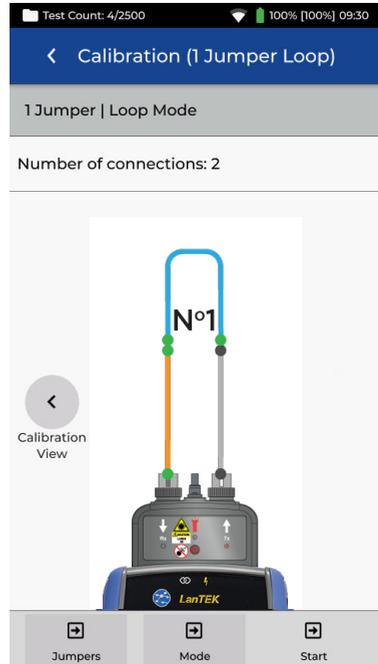 Test Count: 4/2500 100% [100%] 09:30
Calibration (1 Jumper Loop)
1 Jumper | Loop Mode
Number of connections: 2
Nº1
Calibration
View
Rx Tx
LanTEK
Jumpers Mode Start